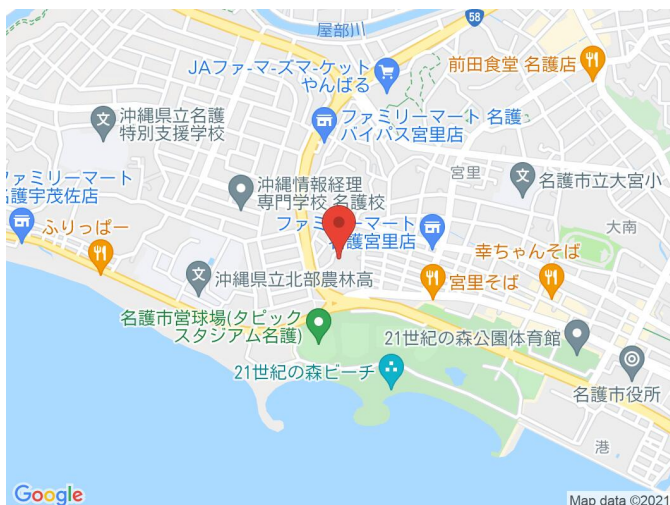 屋部川
58
JAファーマーズマーケット
やんばる
前田食堂 名護店
沖縄県立名護
特別支援学校
ファミリーマート 名護
バイパス宮里店
宮里
名護市立大宮小
ファミリーマート
名護宇茂佐店
沖縄情報経理
専門学校 名護校
大南
ふりっぱー
ファミリーマート
名護宮里店
幸ちゃんそば
沖縄県立北部農林高
宮里そば
名護市営球場(タピック
スタジアム名護)
21世紀の森公園体育館
21世紀の森ビーチ
名護市役所
港
Google
Map data ©2021